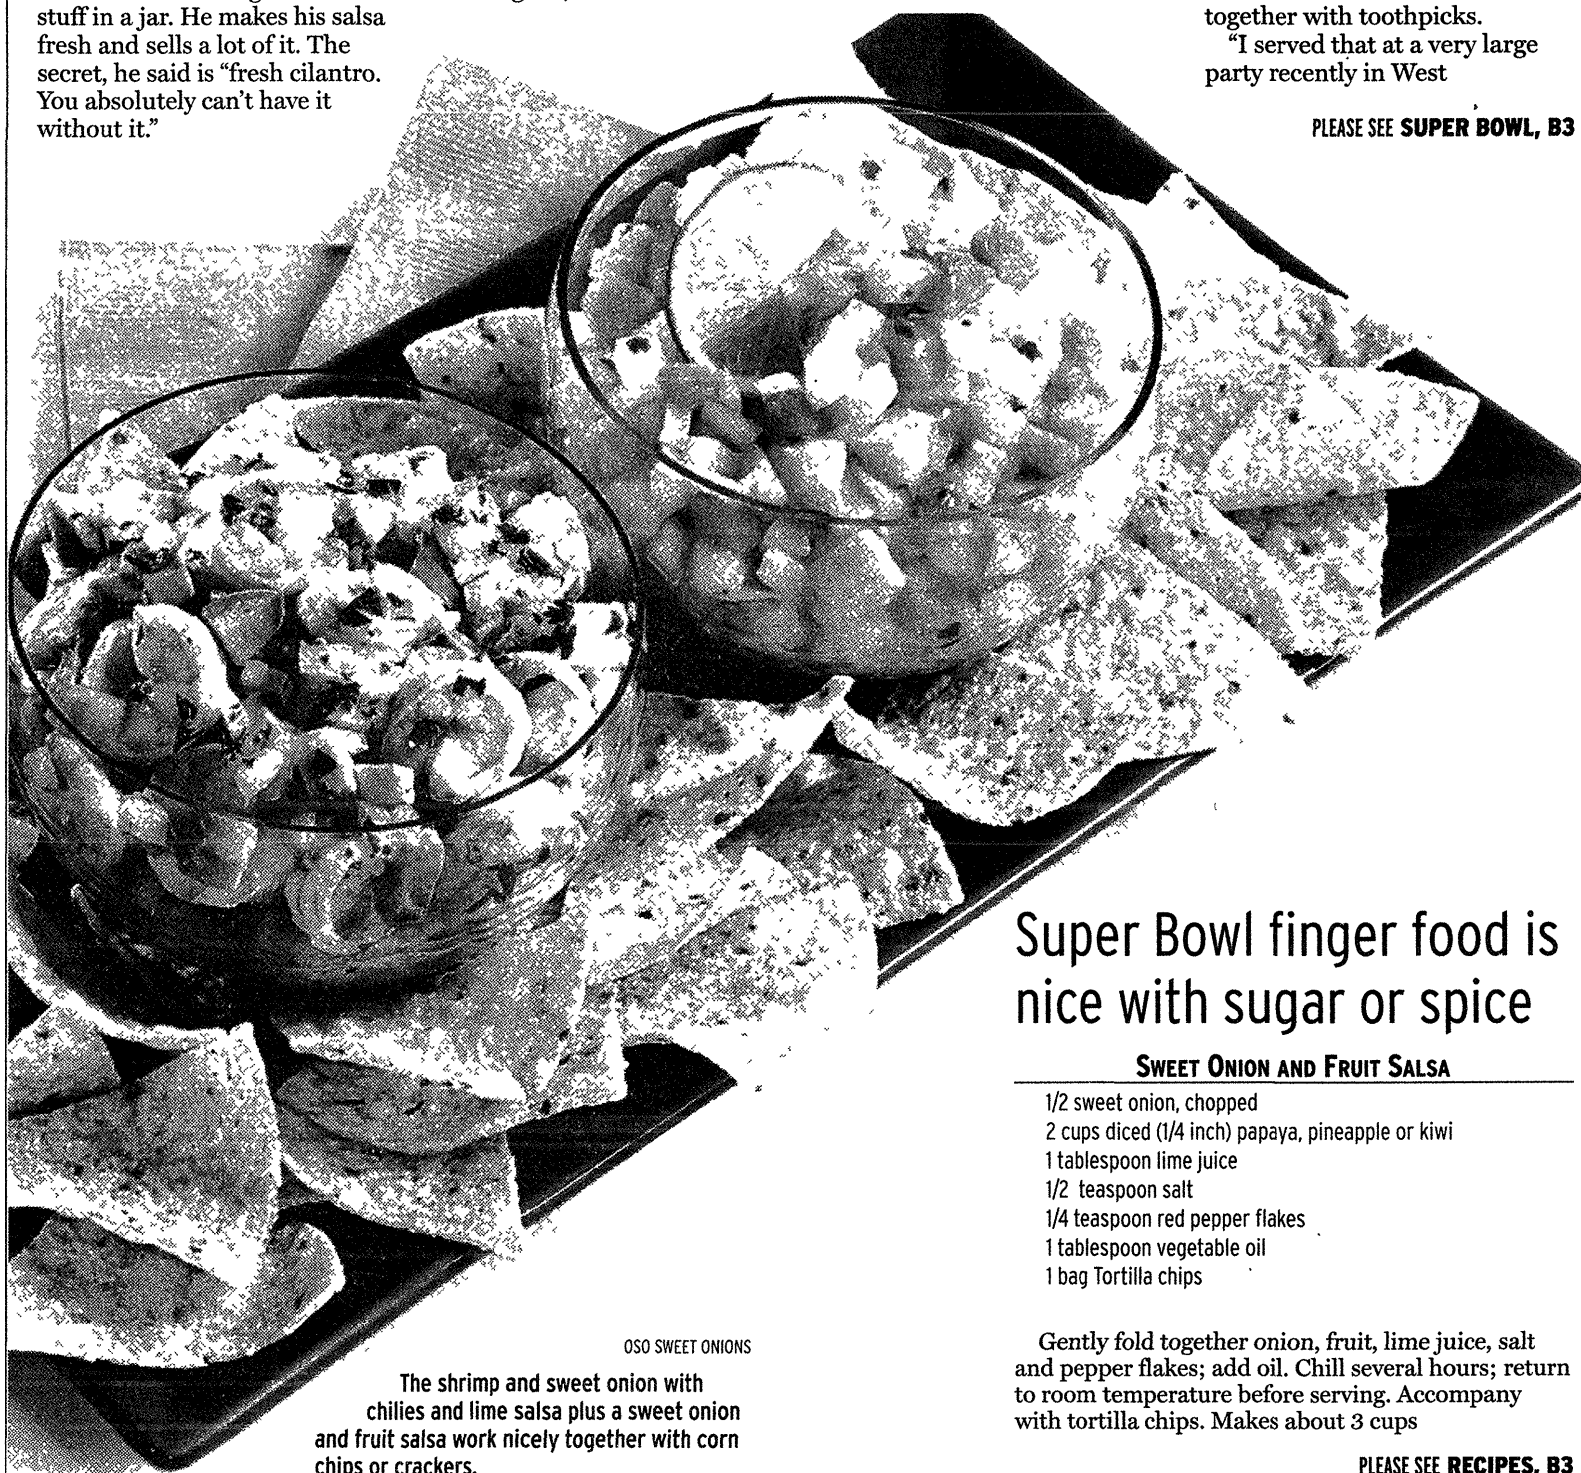 stuff in a jar. He makes his salsa
fresh and sells a lot of it. The
secret, he said is “fresh cilantro.
You absolutely can’t have it
without it.”
together with toothpicks.
“I served that at a very large
party recently in West
PLEASE SEE SUPER BOWL, B3
OSO SWEET ONIONS
The shrimp and sweet onion with
chilies and lime salsa plus a sweet onion
and fruit salsa work nicely together with corn
chips or crackers.
Super Bowl finger food is
nice with sugar or spice
SWEET ONION AND FRUIT SALSA
1/2 sweet onion, chopped
2 cups diced (1/4 inch) papaya, pineapple or kiwi
1 tablespoon lime juice
1/2 teaspoon salt
1/4 teaspoon red pepper flakes
1 tablespoon vegetable oil
1 bag Tortilla chips
Gently fold together onion, fruit, lime juice, salt
and pepper flakes; add oil. Chill several hours; return
to room temperature before serving. Accompany
with tortilla chips. Makes about 3 cups
PLEASE SEE RECIPES, B3